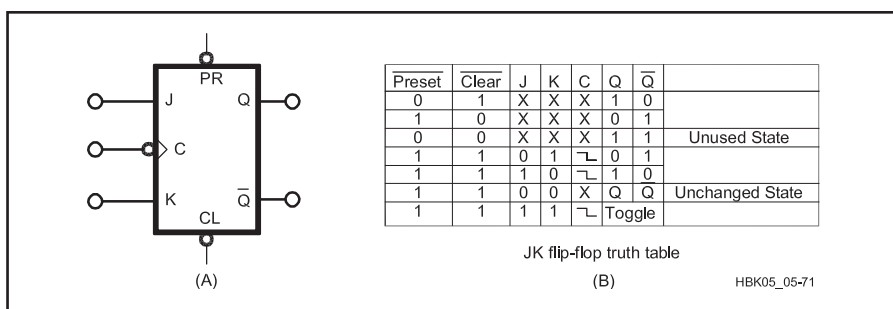 PR
J
Q
C
K
Q̅
CL
(A)
P̅r̅e̅s̅e̅t̅ C̅l̅e̅a̅r̅ J K C Q Q̅
0 1 X X X 1 0
1 0 X X X 0 1
0 0 X X X 1 1 Unused State
1 1 0 1 0 1
1 1 1 0 1 0
1 1 0 0 X Q Q̅ Unchanged State
1 1 1 1 Toggle
JK flip-flop truth table
(B)
HBK05_05-71